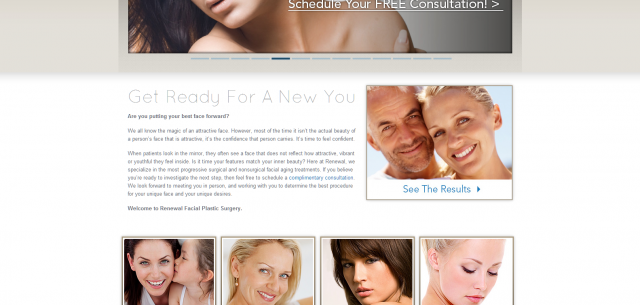 Schedule Your FREE Consultation! >
Get Ready For A New You
Are you putting your best face forward?
We all know the magic of an attractive face. However, most of the time it isn't the actual beauty of
a person's face that is attractive, it's the confidence that person carries. It's time to feel confident.
When patients look in the mirror, they often see a face that does not reflect how attractive, vibrant
or youthful they feel inside. Is it time your features match your inner beauty? Here at Renewal, we
specialize in the most progressive surgical and nonsurgical facial aging treatments. If you believe
you're ready to investigate the next step, then feel free to schedule a complimentary consultation.
We look forward to meeting you in person, and working with you to determine the best procedure
for your unique face and your unique desires.
Welcome to Renewal Facial Plastic Surgery.
See The Results